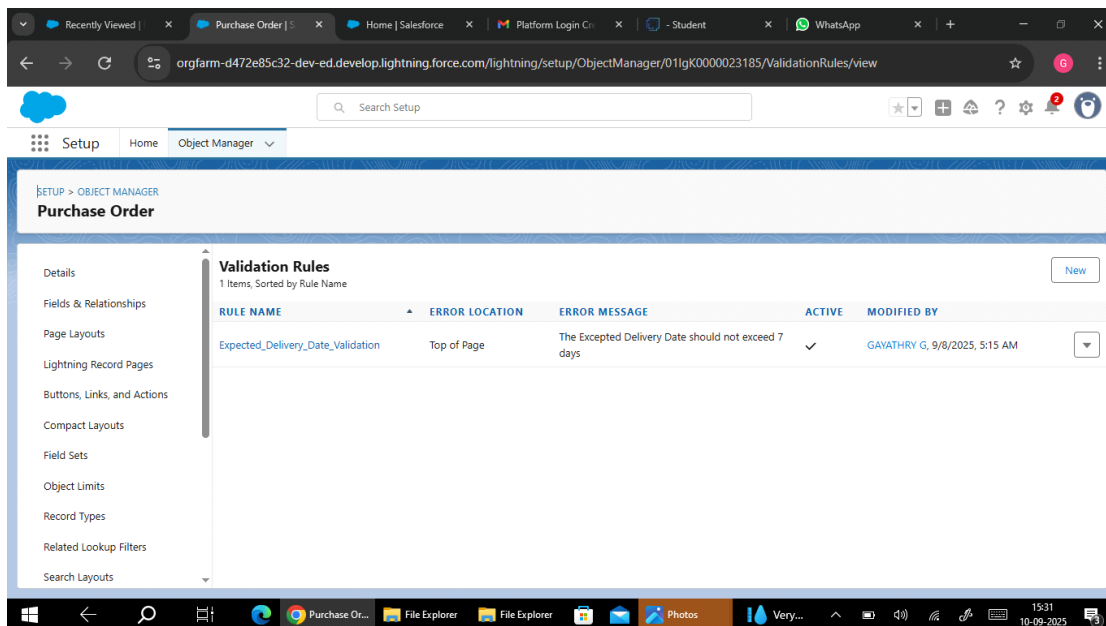 Recently Viewed |
Purchase Order | S
Home | Salesforce
Platform Login Cr
- Student
WhatsApp
orgfarm-d472e85c32-dev-ed.develop.lightning.force.com/lightning/setup/ObjectManager/01IgK0000023185/ValidationRules/view
G
Search Setup
2
Setup
Home
Object Manager
SETUP > OBJECT MANAGER
Purchase Order
Details
Fields & Relationships
Page Layouts
Lightning Record Pages
Buttons, Links, and Actions
Compact Layouts
Field Sets
Object Limits
Record Types
Related Lookup Filters
Search Layouts
Validation Rules
1 Items, Sorted by Rule Name
New
RULE NAME ERROR LOCATION ERROR MESSAGE ACTIVE MODIFIED BY
Expected_Delivery_Date_Validation Top of Page The Excepted Delivery Date should not exceed 7 GAYATHRY G, 9/8/2025, 5:15 AM
days
Purchase Or...
File Explorer
File Explorer
Photos
Very...
15:31
10-09-2025
3